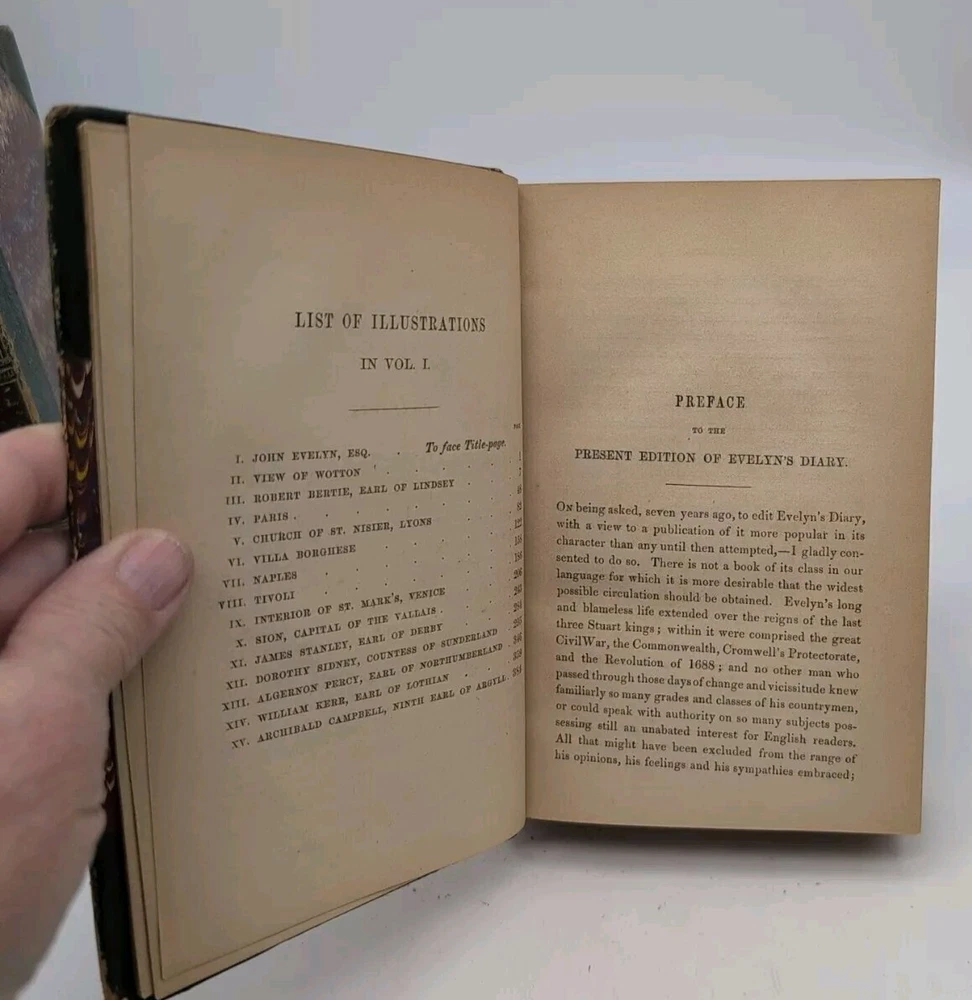 LIST OF ILLUSTRATIONS
IN VOL. I.
I. JOHN EVELYN, ESQ. . To face Title-page.
II. VIEW OF WOTTON 1
III. ROBERT BERTIE, EARL OF LINDSEY 7
IV. PARIS
V. CHURCH OF ST. NISIER, LYONS 82
VI. VILLA BORGHESE 122
VII. NAPLES
VIII. TIVOLI
IX. INTERIOR OF ST. MARK'S, VENICE
X. SION, CAPITAL OF THE VALLAIS
XI. JAMES STANLEY, EARL OF DERBY
XII. DOROTHY SIDNEY, COUNTESS OF SUNDERLAND
XIII. ALGERNON PERCY, EARL OF NORTHUMBERLAND 346
XIV. WILLIAM KERR, EARL OF LOTHIAN
XV. ARCHIBALD CAMPBELL, NINTH EARL OF ARGYLL 384
PREFACE
TO THE
PRESENT EDITION OF EVELYN'S DIARY.
ON being asked, seven years ago, to edit Evelyn's Diary,
with a view to a publication of it more popular in its
character than any until then attempted,—I gladly con-
sented to do so. There is not a book of its class in our
language for which it is more desirable that the widest
possible circulation should be obtained. Evelyn's long
and blameless life extended over the reigns of the last
three Stuart kings; within it were comprised the great
Civil War, the Commonwealth, Cromwell's Protectorate,
and the Revolution of 1688; and no other man who
passed through those days of change and vicissitude knew
familiarly so many grades and classes of his countrymen,
or could speak with authority on so many subjects pos-
sessing still an unabated interest for English readers.
All that might have been excluded from the range of
his opinions, his feelings and his sympathies embraced;